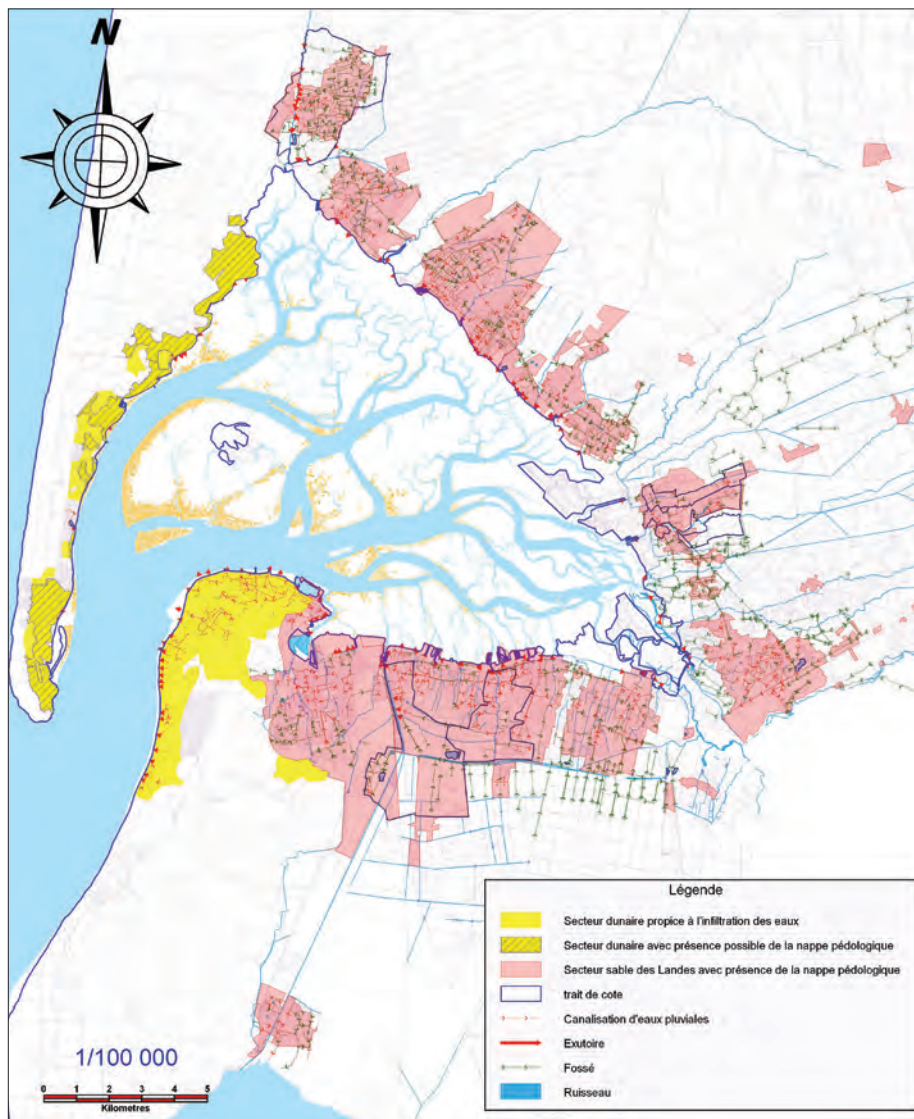 N
Légende
Secteur dunaire propice à l'infiltration des eaux
Secteur dunaire avec présence possible de la nappe pédologique
Secteur sable des Landes avec présence de la nappe pédologique
trait de cote
Canalisation d'eaux pluviales
Exutoire
Fossé
Ruisseau
1/100 000
0 1 2 3 4 5
Kilometres